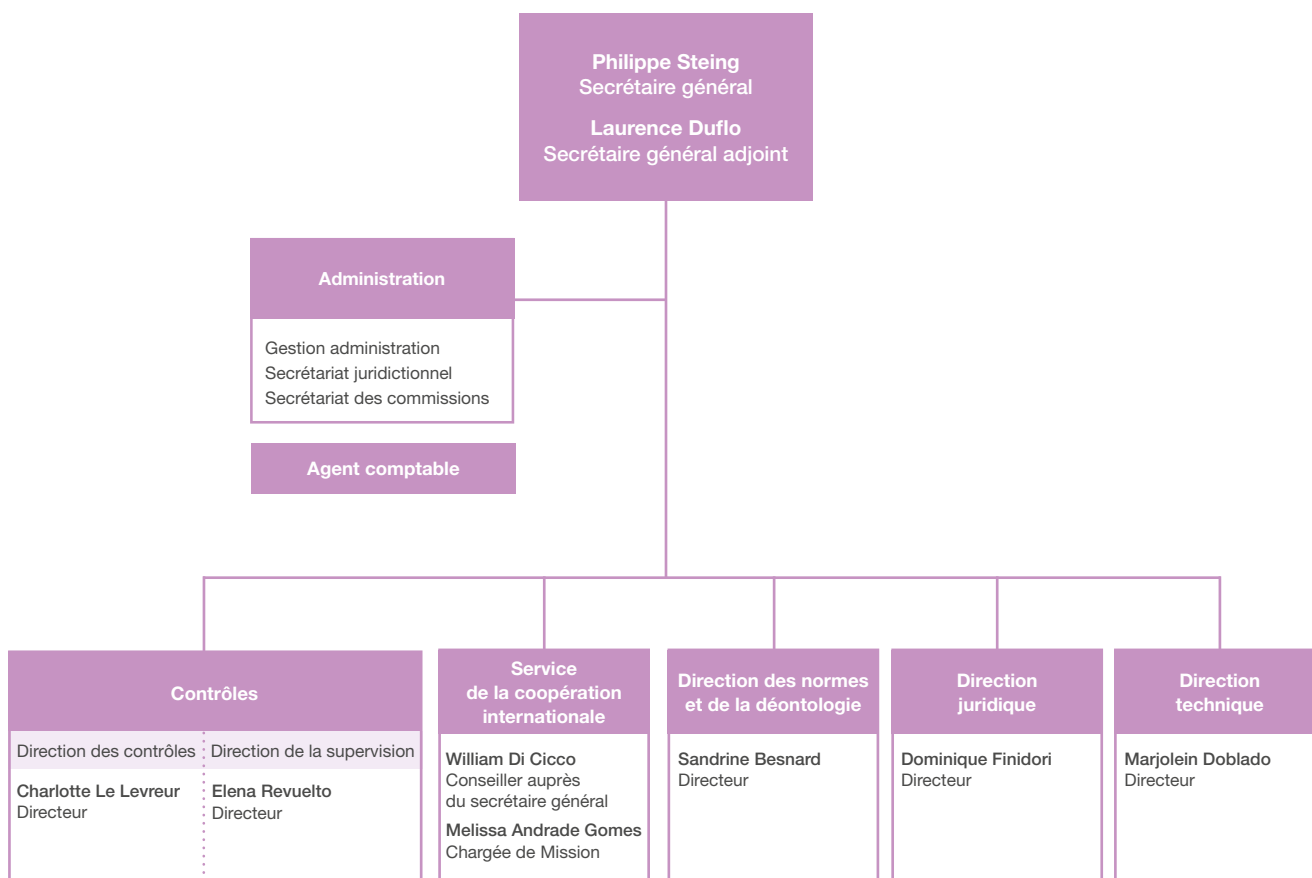 Philippe Steing
Secrétaire général
Laurence Duflo
Secrétaire général adjoint
Administration
Gestion administration
Secrétariat juridictionnel
Secrétariat des commissions
Agent comptable
Contrôles
Direction des contrôles
Charlotte Le Levreur
Directeur
Direction de la supervision
Elena Revuelto
Directeur
Service
de la coopération
internationale
William Di Cicco
Conseiller auprès
du secrétaire général
Melissa Andrade Gomes
Chargée de Mission
Direction des normes
et de la déontologie
Sandrine Besnard
Directeur
Direction
juridique
Dominique Finidori
Directeur
Direction
technique
Marjolein Doblado
Directeur